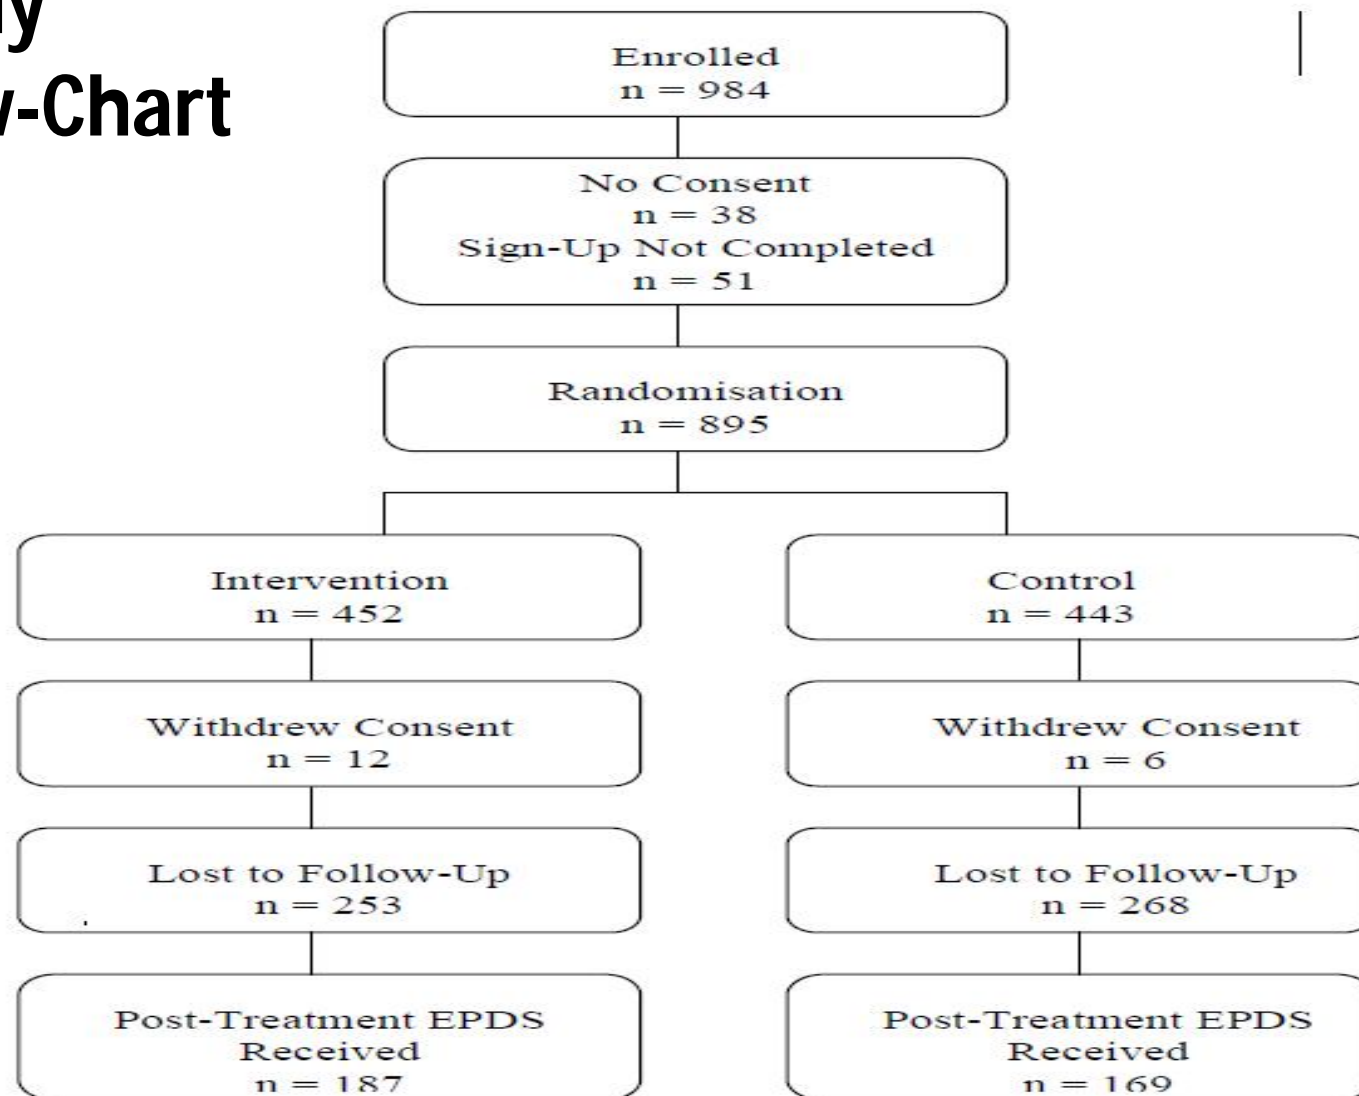 w-Chart
Enrolled
n = 984
No Consent
n = 38
Sign-Up Not Completed
n = 51
Randomisation
n = 895
Intervention
n = 452
Control
n = 443
Withdrew Consent
n = 12
Withdrew Consent
n = 6
Lost to Follow-Up
n = 253
Lost to Follow-Up
n = 268
Post-Treatment EPDS
Received
n = 187
Post-Treatment EPDS
Received
n = 169